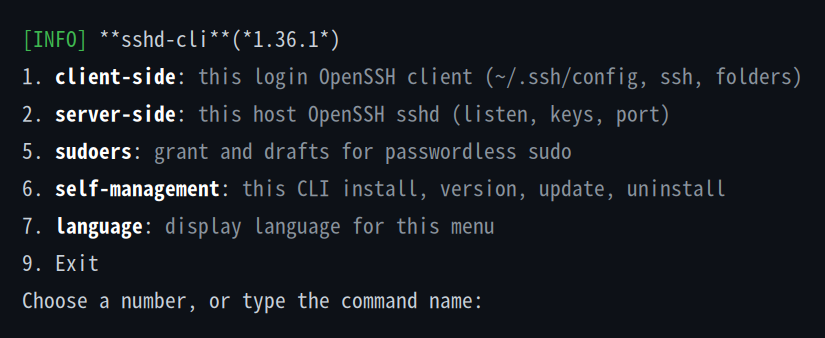 [INFO] **sshd-cli**(*1.36.1*)
1. client-side: this login OpenSSH client (~/.ssh/config, ssh, folders)
2. server-side: this host OpenSSH sshd (listen, keys, port)
5. sudoers: grant and drafts for passwordless sudo
6. self-management: this CLI install, version, update, uninstall
7. language: display language for this menu
9. Exit
Choose a number, or type the command name: